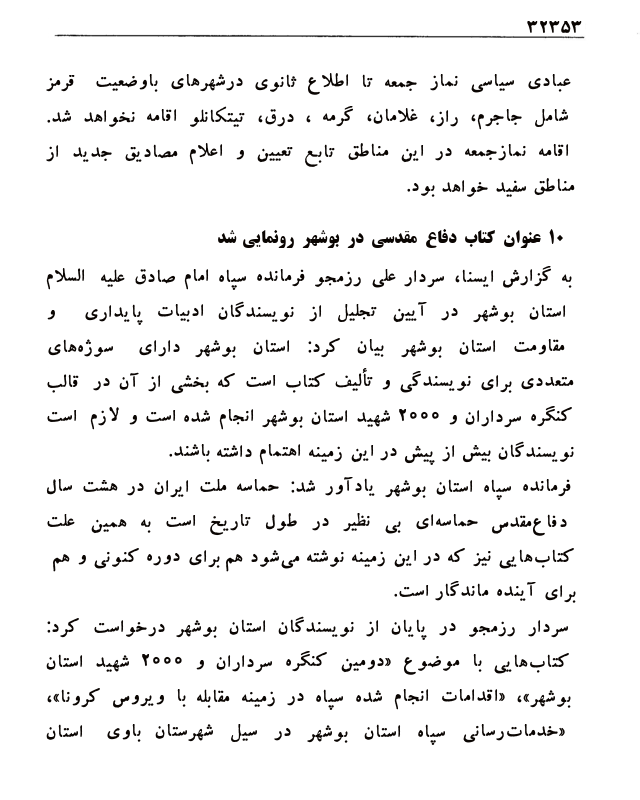 ۳۲۳۵۳
عبادی سیاسی نماز جمعه تا اطلاع ثانوی درشهرهای باوضعیت قرمز
شامل جاجرم، راز، غلامان، گرمه ، درق، تیتکانلو اقامه نخواهد شد.
اقامه نمازجمعه در این مناطق تابع تعیین و اعلام مصادیق جدید از
مناطق سفید خواهد بود.
۱۰ عنوان کتاب دفاع مقدسی در بوشهر رونمایی شد
به گزارش ایسنا، سردار علی رزمجو فرمانده سپاه امام صادق علیه السلام
استان بوشهر در آیین تجلیل از نویسندگان ادبیات پایداری و
مقاومت استان بوشهر بیان کرد: استان بوشهر دارای سوژه‌های
متعددی برای نویسندگی و تألیف کتاب است که بخشی از آن در قالب
کنگره سرداران و ۲۰۰۰ شهید استان بوشهر انجام شده است و لازم است
نویسندگان بیش از پیش در این زمینه اهتمام داشته باشند.
فرمانده سپاه استان بوشهر یادآور شد: حماسه ملت ایران در هشت سال
دفاع‌مقدس حماسه‌ای بی نظیر در طول تاریخ است به همین علت
کتاب‌هایی نیز که در این زمینه نوشته می‌شود هم برای دوره کنونی و هم
برای آینده ماندگار است.
سردار رزمجو در پایان از نویسندگان استان بوشهر درخواست کرد:
کتاب‌هایی با موضوع «دومین کنگره سرداران و ۲۰۰۰ شهید استان
بوشهر»، «اقدامات انجام شده سپاه در زمینه مقابله با ویروس کرونا»،
«خدمات‌رسانی سپاه استان بوشهر در سیل شهرستان باوی استان